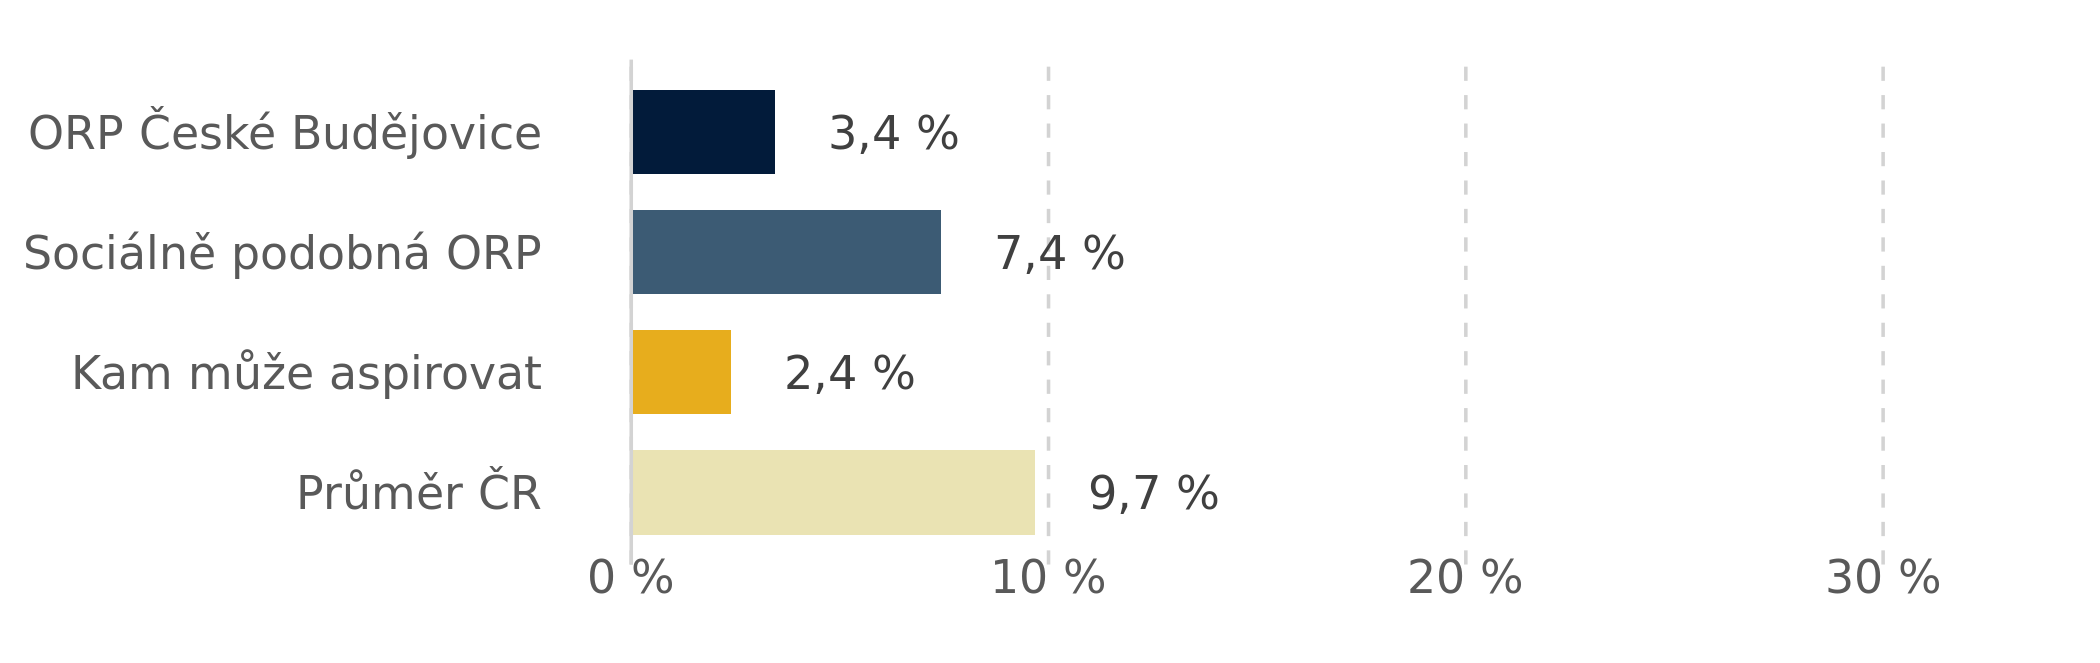 ORP České Budějovice 3,4 %
Sociálně podobná ORP 7,4 %
Kam může aspirovat 2,4 %
Průměr ČR 9,7 %
0 % 10 % 20 % 30 %